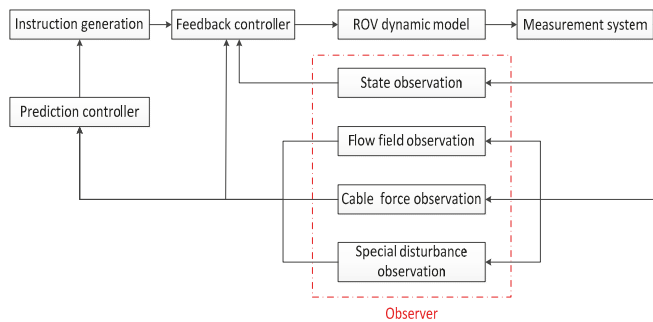 Instruction generation
Feedback controller
ROV dynamic model
Measurement system
State observation
Prediction controller
Flow field observation
Cable force observation
Special disturbance
observation
Observer